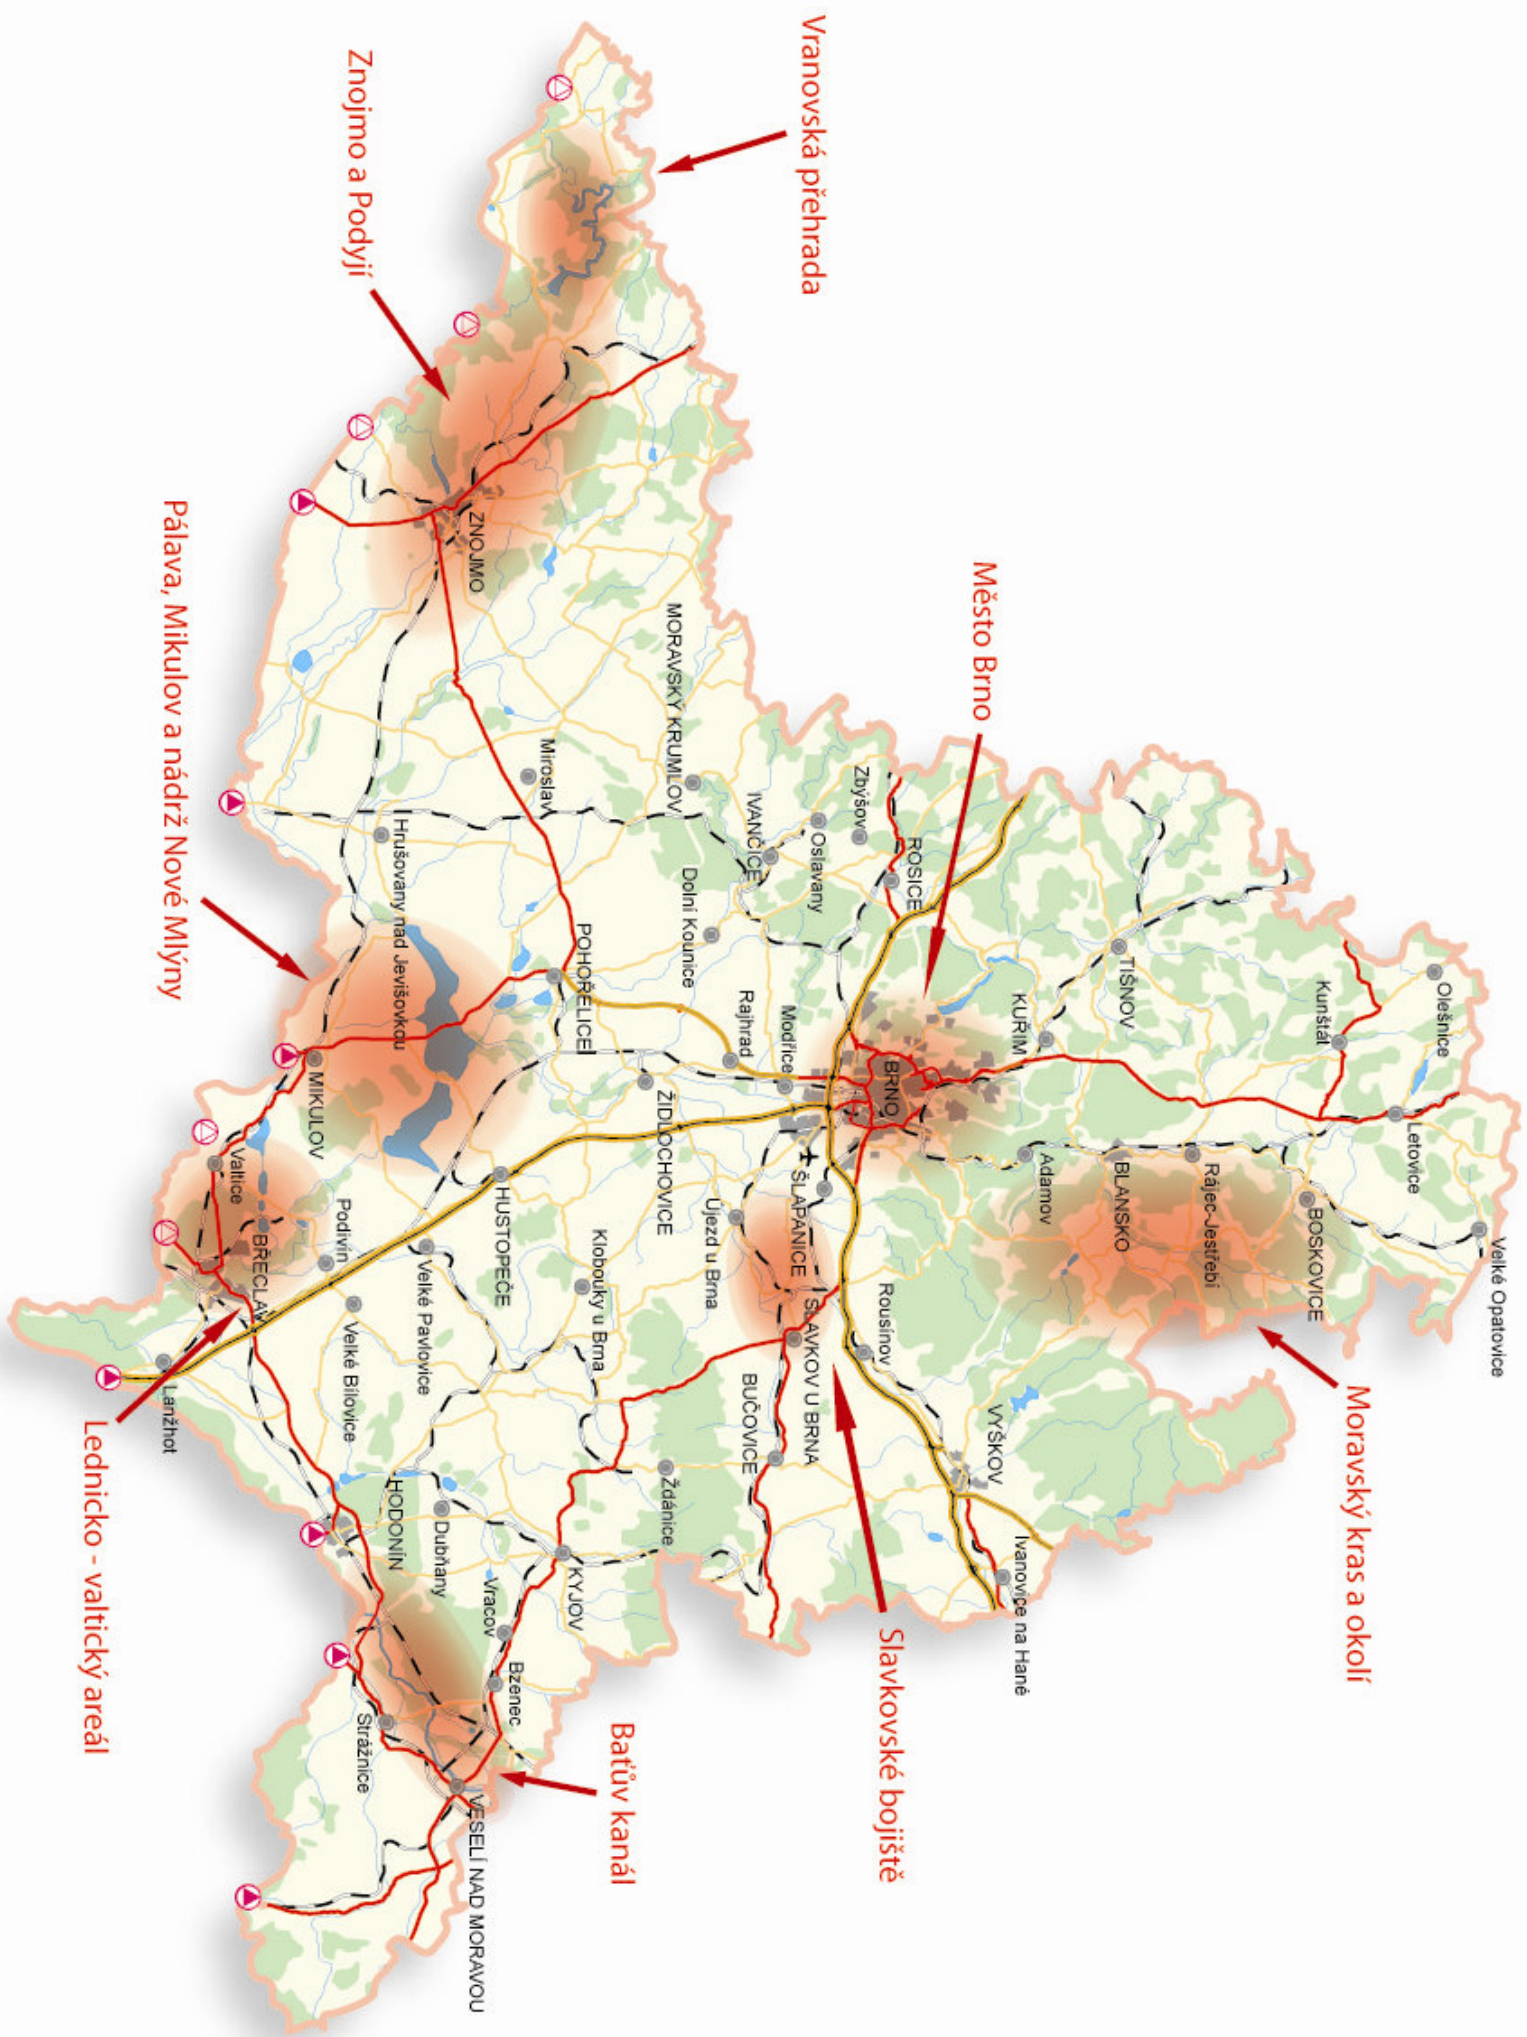 Moravský kras a okolí
Město Brno
Vranovská přehrada
Slavkovské bojiště
Znojmo a Podyjí
Baťův kanál
Pálava, Mikulov a nádrž Nové Mlýny
Lednicko - valtický areál
Velké Opatovice
Olešnice
Letovice
Kunštát
BOSKOVICE
Rájec-Jestřebí
TIŠNOV
BLANSKO
KUŘIM
Adamov
Ivanovice na Hané
VYŠKOV
ROSICE
BRNO
Rousínov
Zbýšov
Oslavany
ŠLAPANICE
SLAVKOV U BRNA
IVANČICE
Modřice
BUČOVICE
Rajhrad
Újezd u Brna
MORAVSKÝ KRUMLOV
Dolní Kounice
ŽIDLOCHOVICE
Ždánice
Klobouky u Brna
POHOŘELICE
KYJOV
Miroslav
HUSTOPEČE
Vracov
Bzenec
ZNOJMO
VESELÍ NAD MORAVOU
Dubňany
Velké Pavlovice
Hrušovany nad Jevišovkou
HODONÍN
Strážnice
Velké Bílovice
Podivín
MIKULOV
BŘECLAV
Valtice
Lanžhot